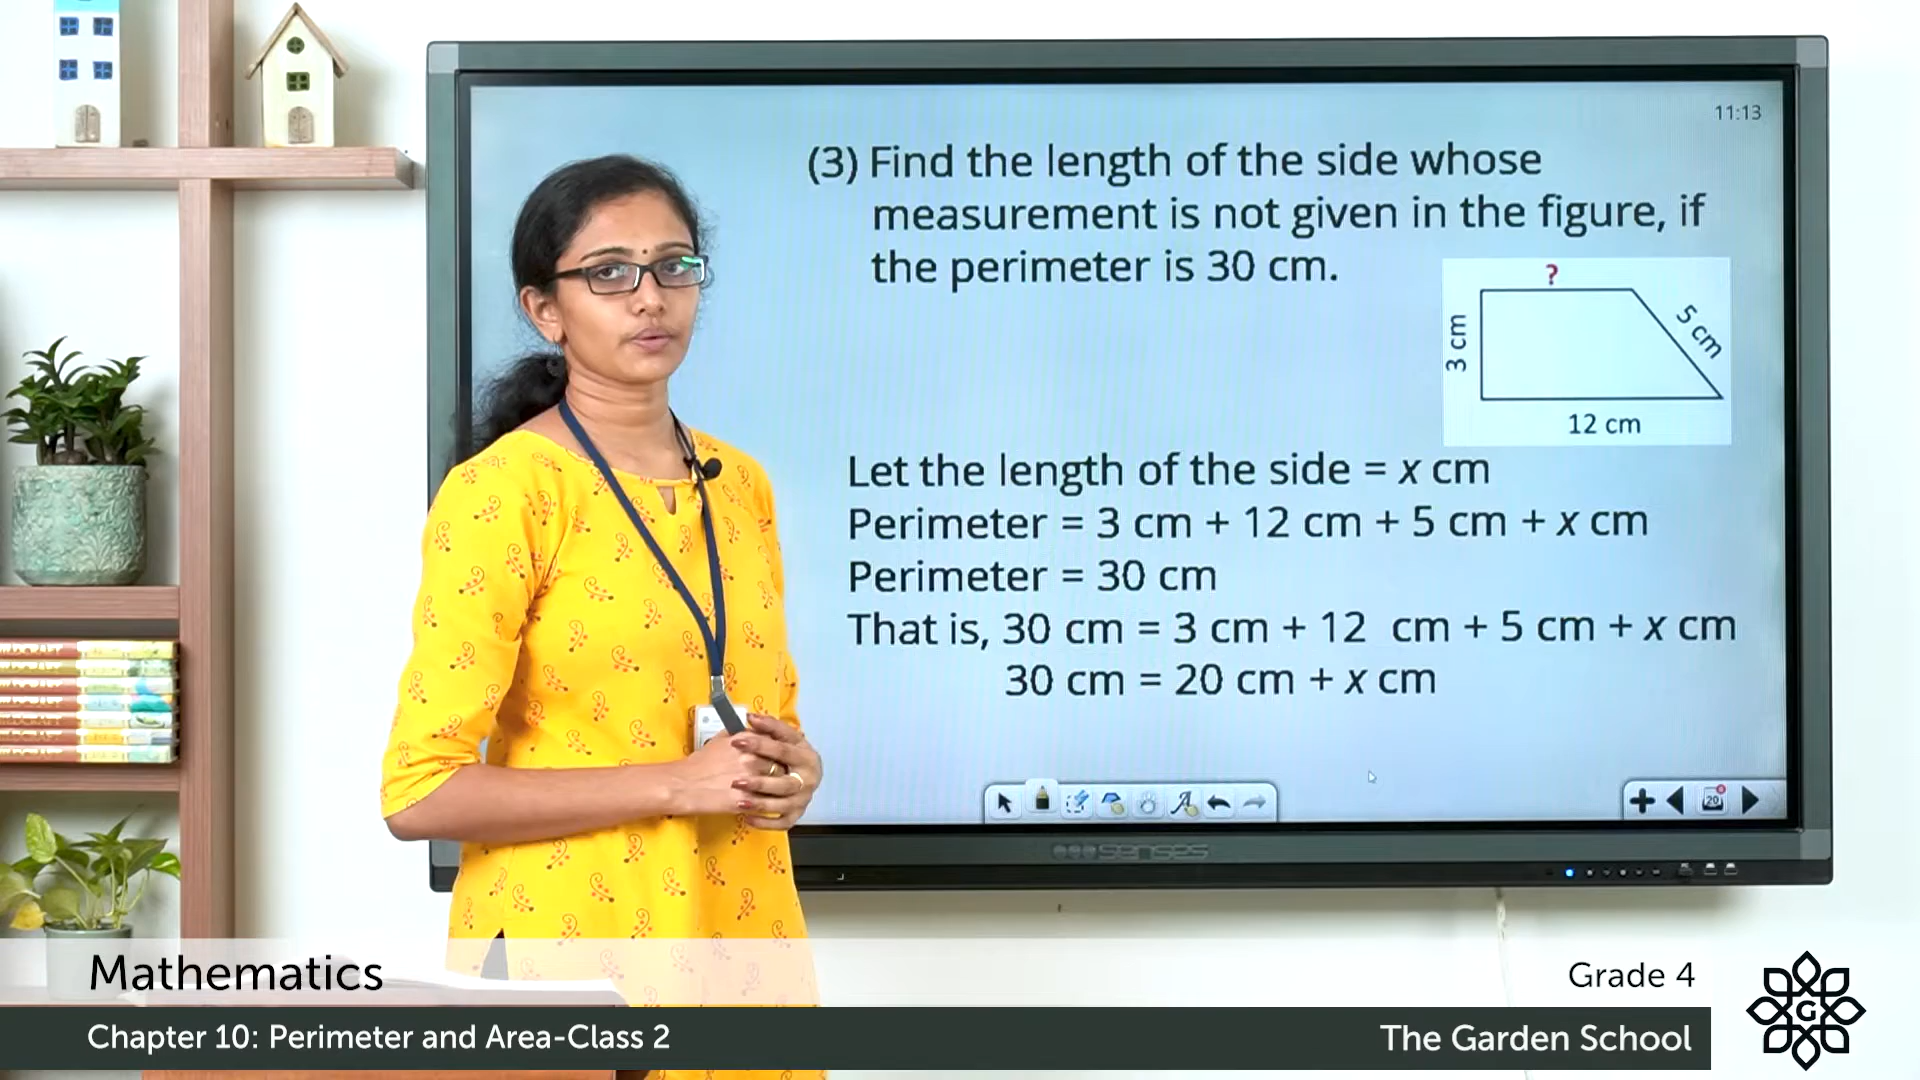 11:13
(3) Find the length of the side whose
measurement is not given in the figure, if
the perimeter is 30 cm.
?
3 cm
5 cm
12 cm
Let the length of the side = x cm
Perimeter = 3 cm + 12 cm + 5 cm + x cm
Perimeter = 30 cm
That is, 30 cm = 3 cm + 12 cm + 5 cm + x cm
30 cm = 20 cm + x cm
20
senses
Mathematics
Grade 4
Chapter 10: Perimeter and Area-Class 2
The Garden School
G